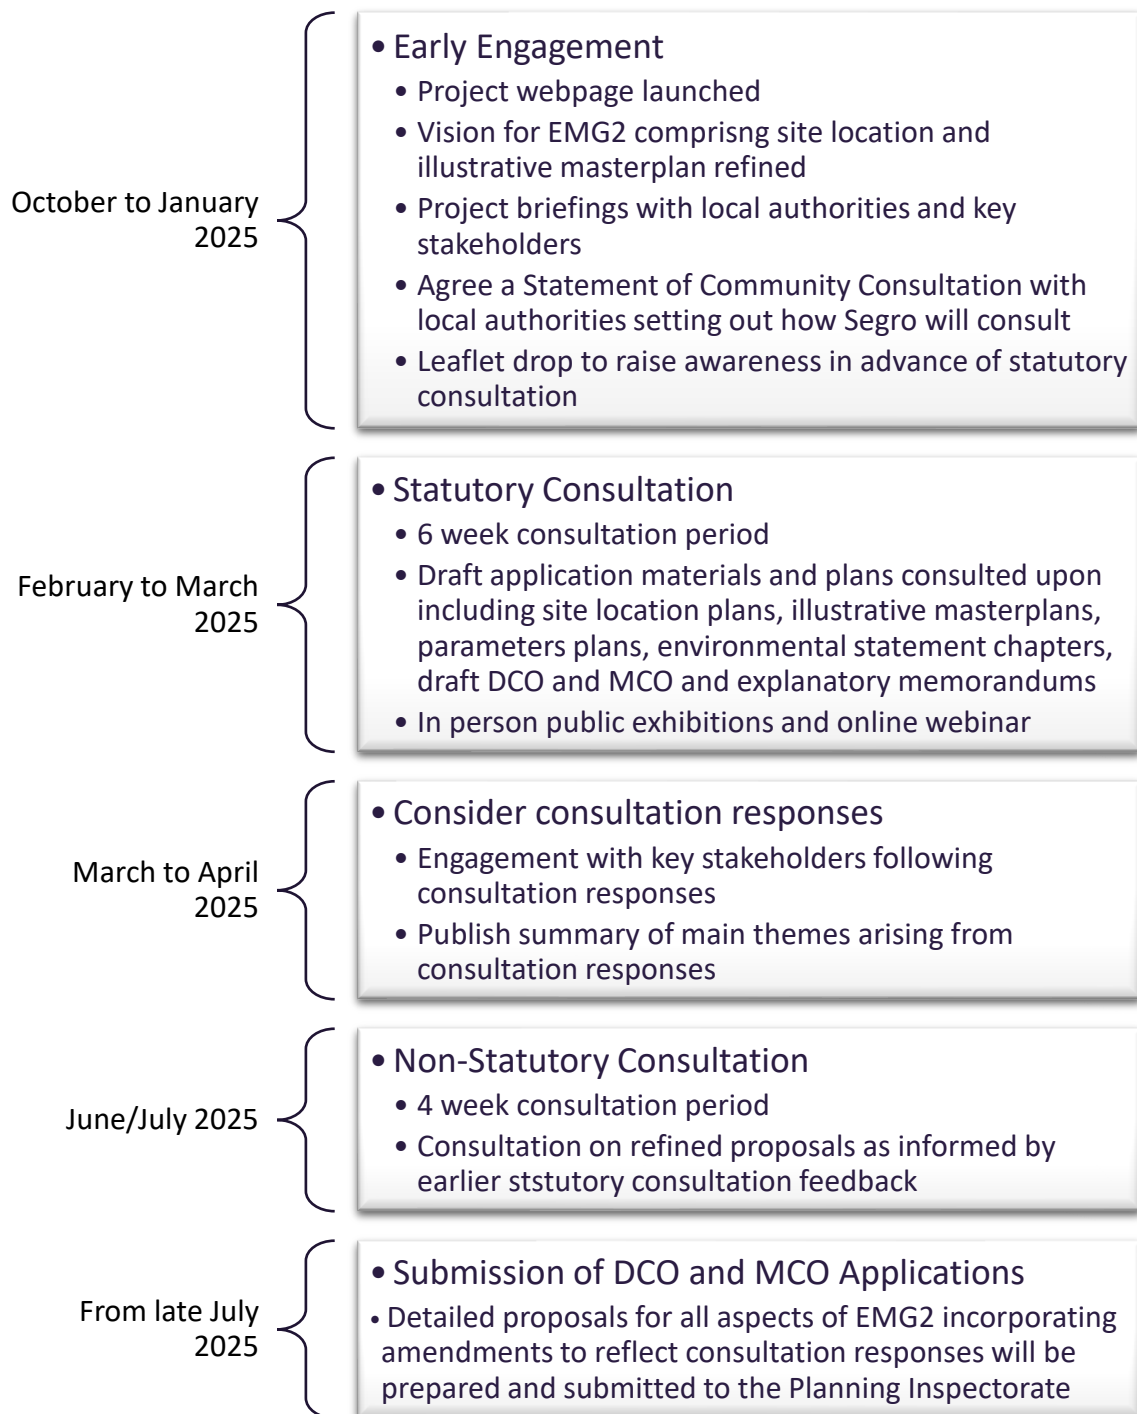 October to January
2025
• Early Engagement
• Project webpage launched
• Vision for EMG2 comprisng site location and
illustrative masterplan refined
• Project briefings with local authorities and key
stakeholders
• Agree a Statement of Community Consultation with
local authorities setting out how Segro will consult
• Leaflet drop to raise awareness in advance of statutory
consultation
February to March
2025
• Statutory Consultation
• 6 week consultation period
• Draft application materials and plans consulted upon
including site location plans, illustrative masterplans,
parameters plans, environmental statement chapters,
draft DCO and MCO and explanatory memorandums
• In person public exhibitions and online webinar
March to April
2025
• Consider consultation responses
• Engagement with key stakeholders following
consultation responses
• Publish summary of main themes arising from
consultation responses
June/July 2025
• Non-Statutory Consultation
• 4 week consultation period
• Consultation on refined proposals as informed by
earlier ststutory consultation feedback
From late July
2025
• Submission of DCO and MCO Applications
• Detailed proposals for all aspects of EMG2 incorporating
amendments to reflect consultation responses will be
prepared and submitted to the Planning Inspectorate